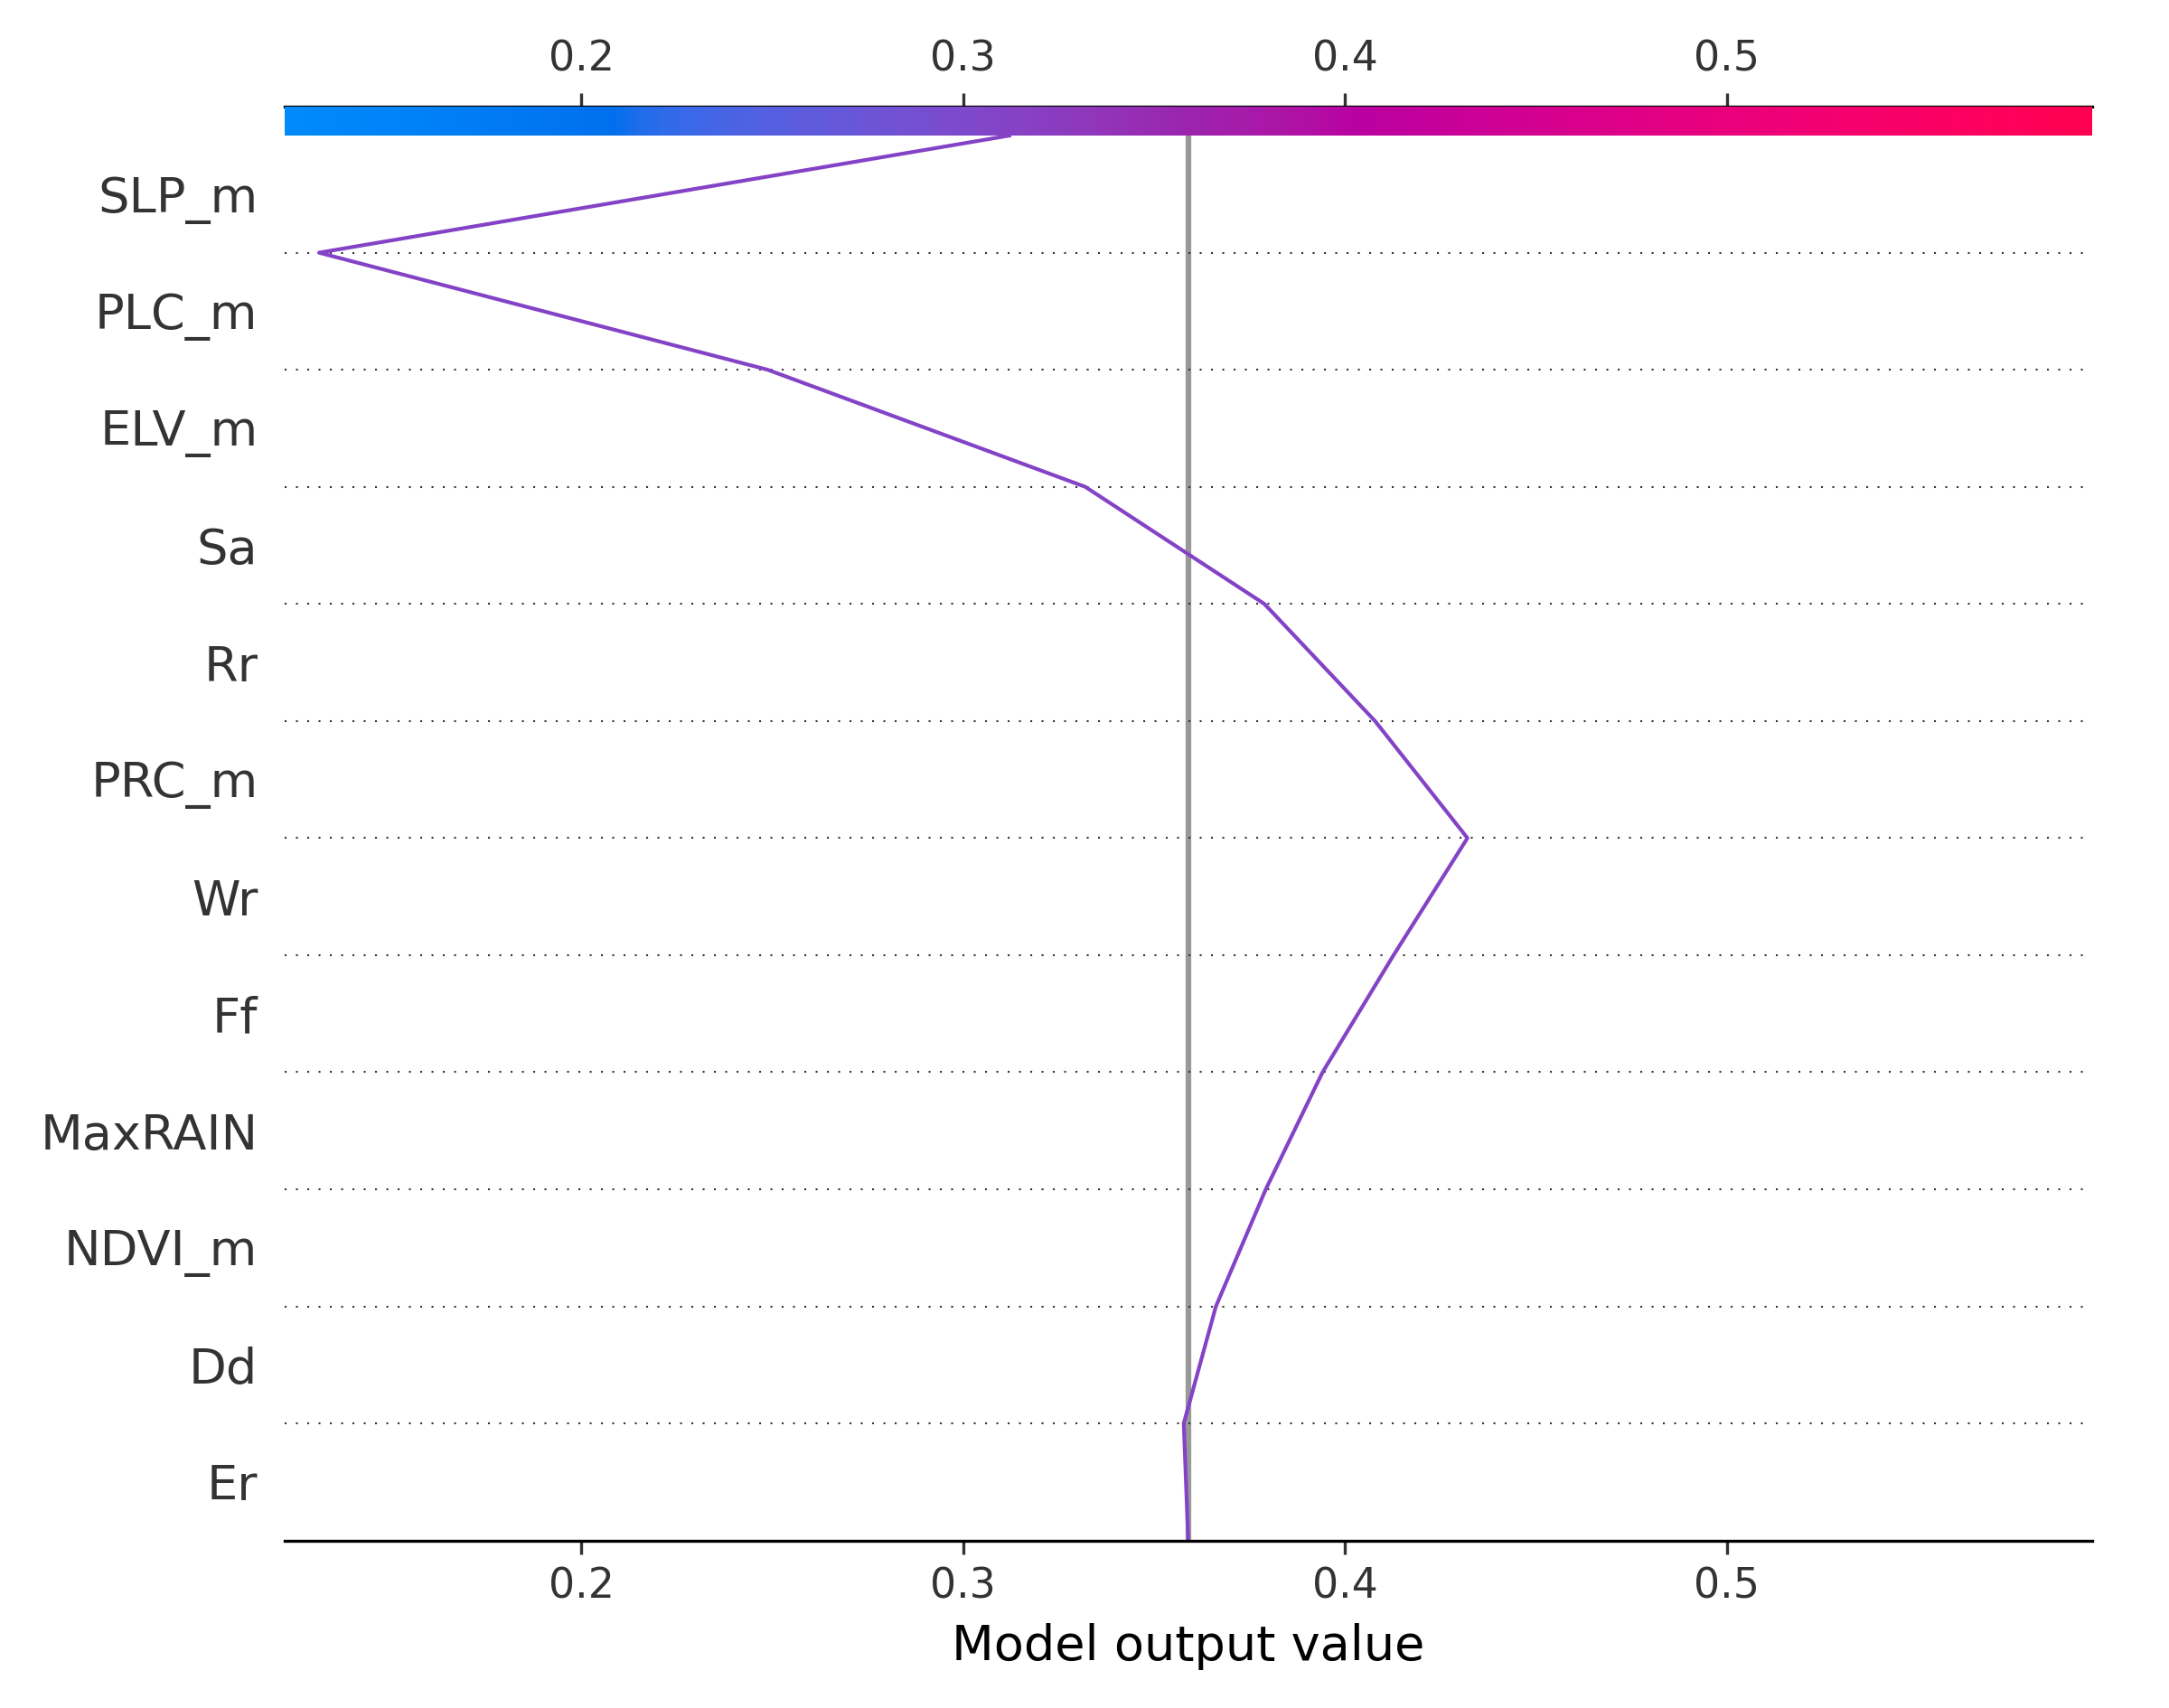 0.2 0.3 0.4 0.5
SLP_m
PLC_m
ELV_m
Sa
Rr
PRC_m
Wr
Ff
MaxRAIN
NDVI_m
Dd
Er
0.2 0.3 0.4 0.5
Model output value